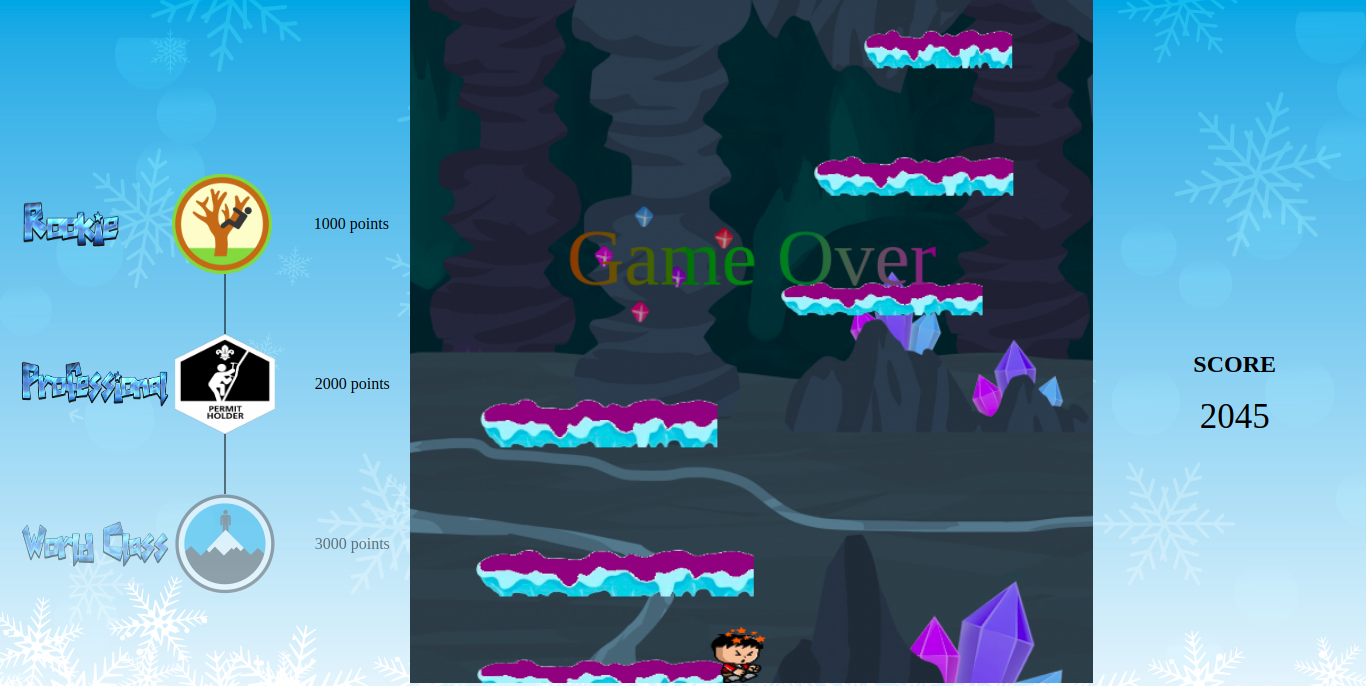 Rookie
1000 points
Professional
PERMIT
HOLDER
2000 points
World Class
3000 points
Game Over
SCORE
2045